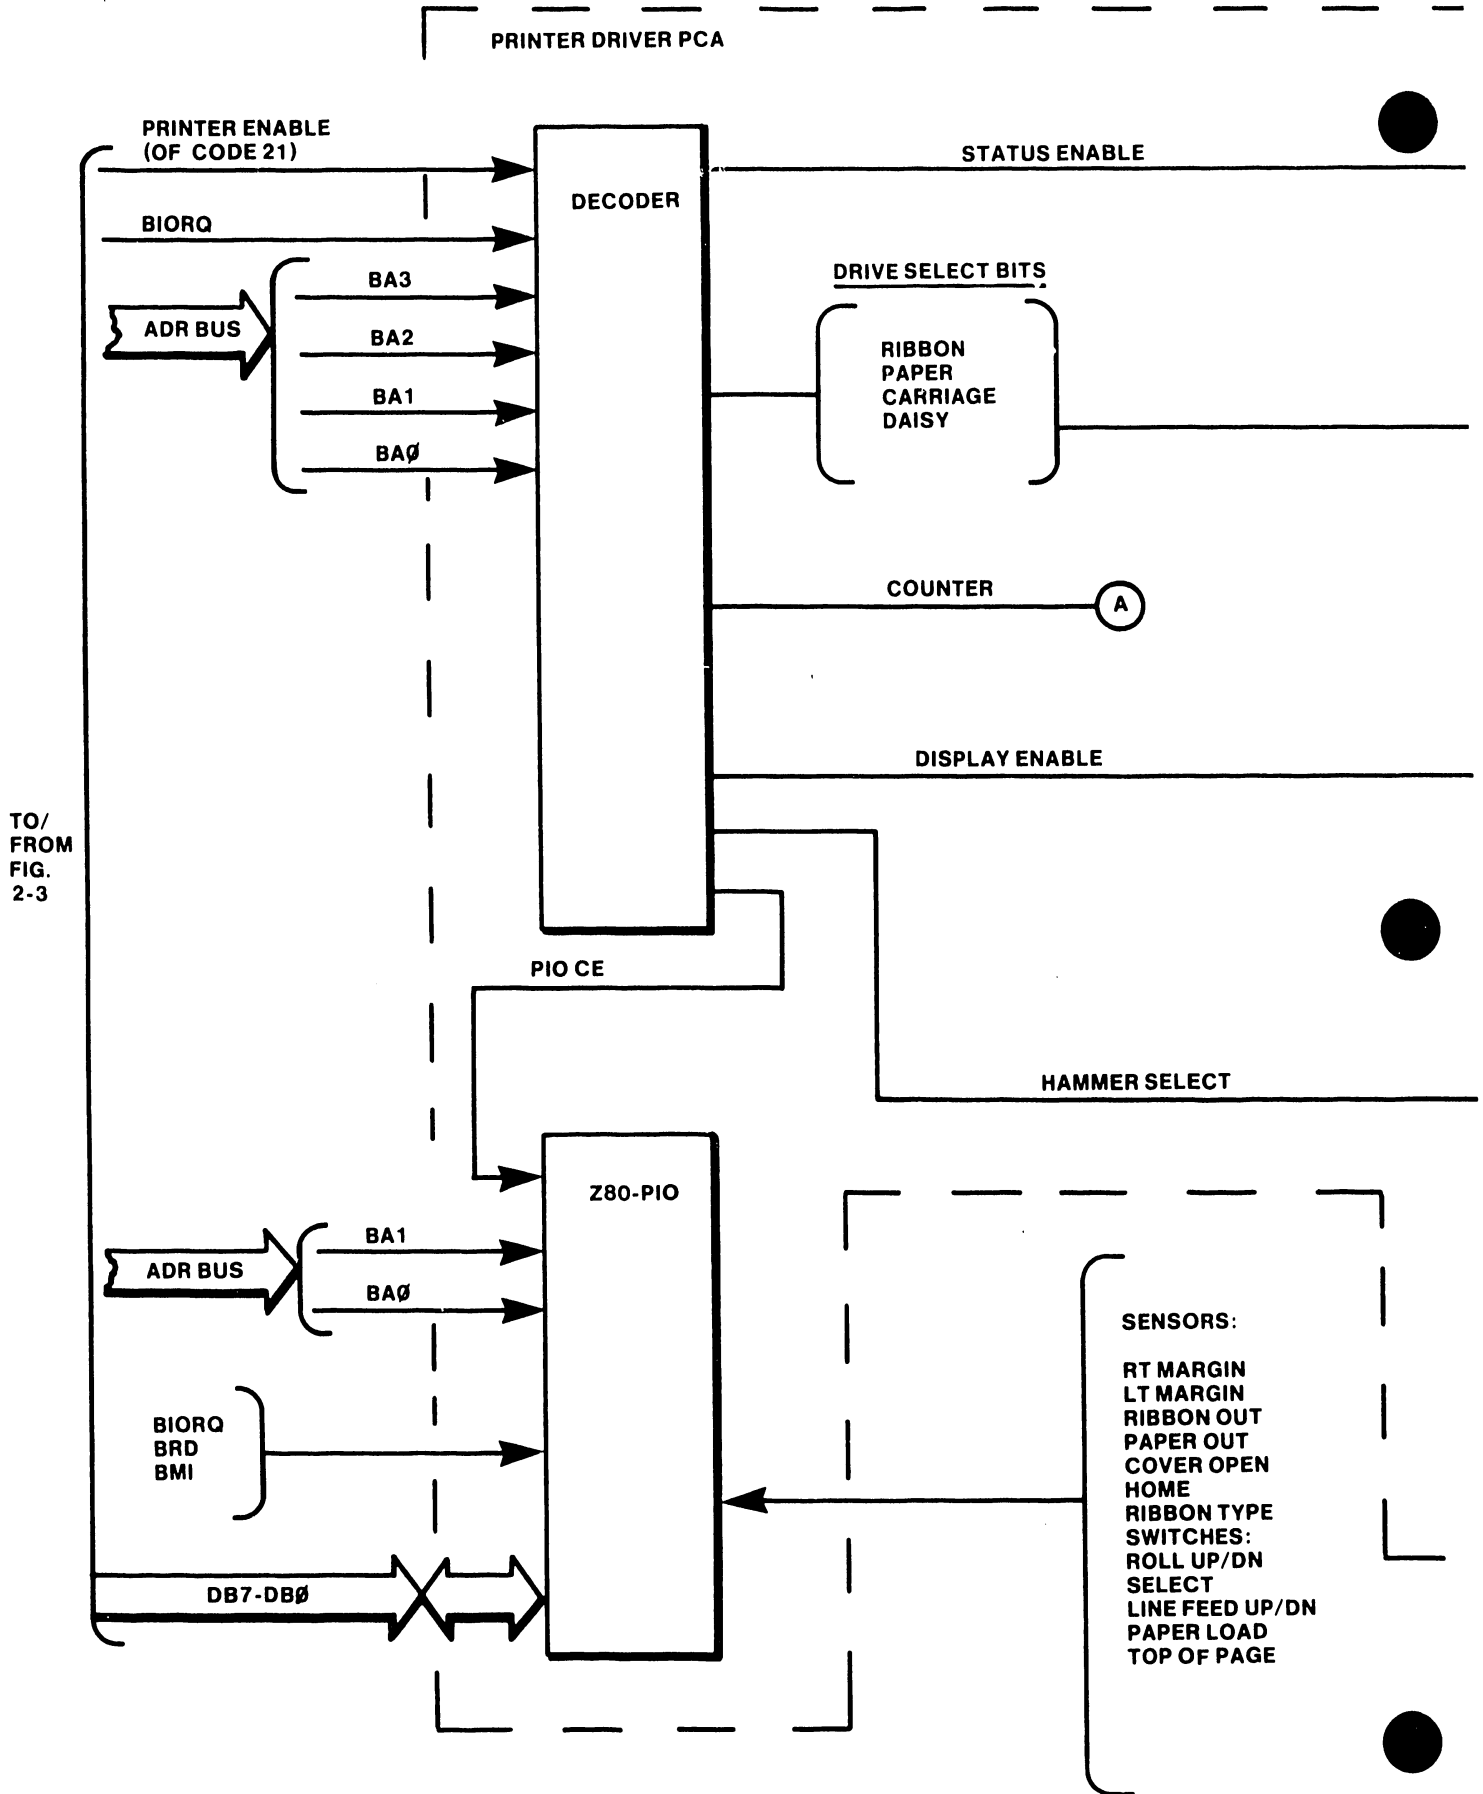 PRINTER DRIVER PCA
PRINTER ENABLE
(OF CODE 21)
STATUS ENABLE
DECODER
BIORQ
BA3
ADR BUS
BA2
BA1
BAØ
DRIVE SELECT BITS
RIBBON
PAPER
CARRIAGE
DAISY
COUNTER
A
DISPLAY ENABLE
TO/
FROM
FIG.
2-3
PIO CE
HAMMER SELECT
Z80-PIO
BA1
ADR BUS
BAØ
BIORQ
BRD
BMI
DB7-DBØ
SENSORS:
RT MARGIN
LT MARGIN
RIBBON OUT
PAPER OUT
COVER OPEN
HOME
RIBBON TYPE
SWITCHES:
ROLL UP/DN
SELECT
LINE FEED UP/DN
PAPER LOAD
TOP OF PAGE